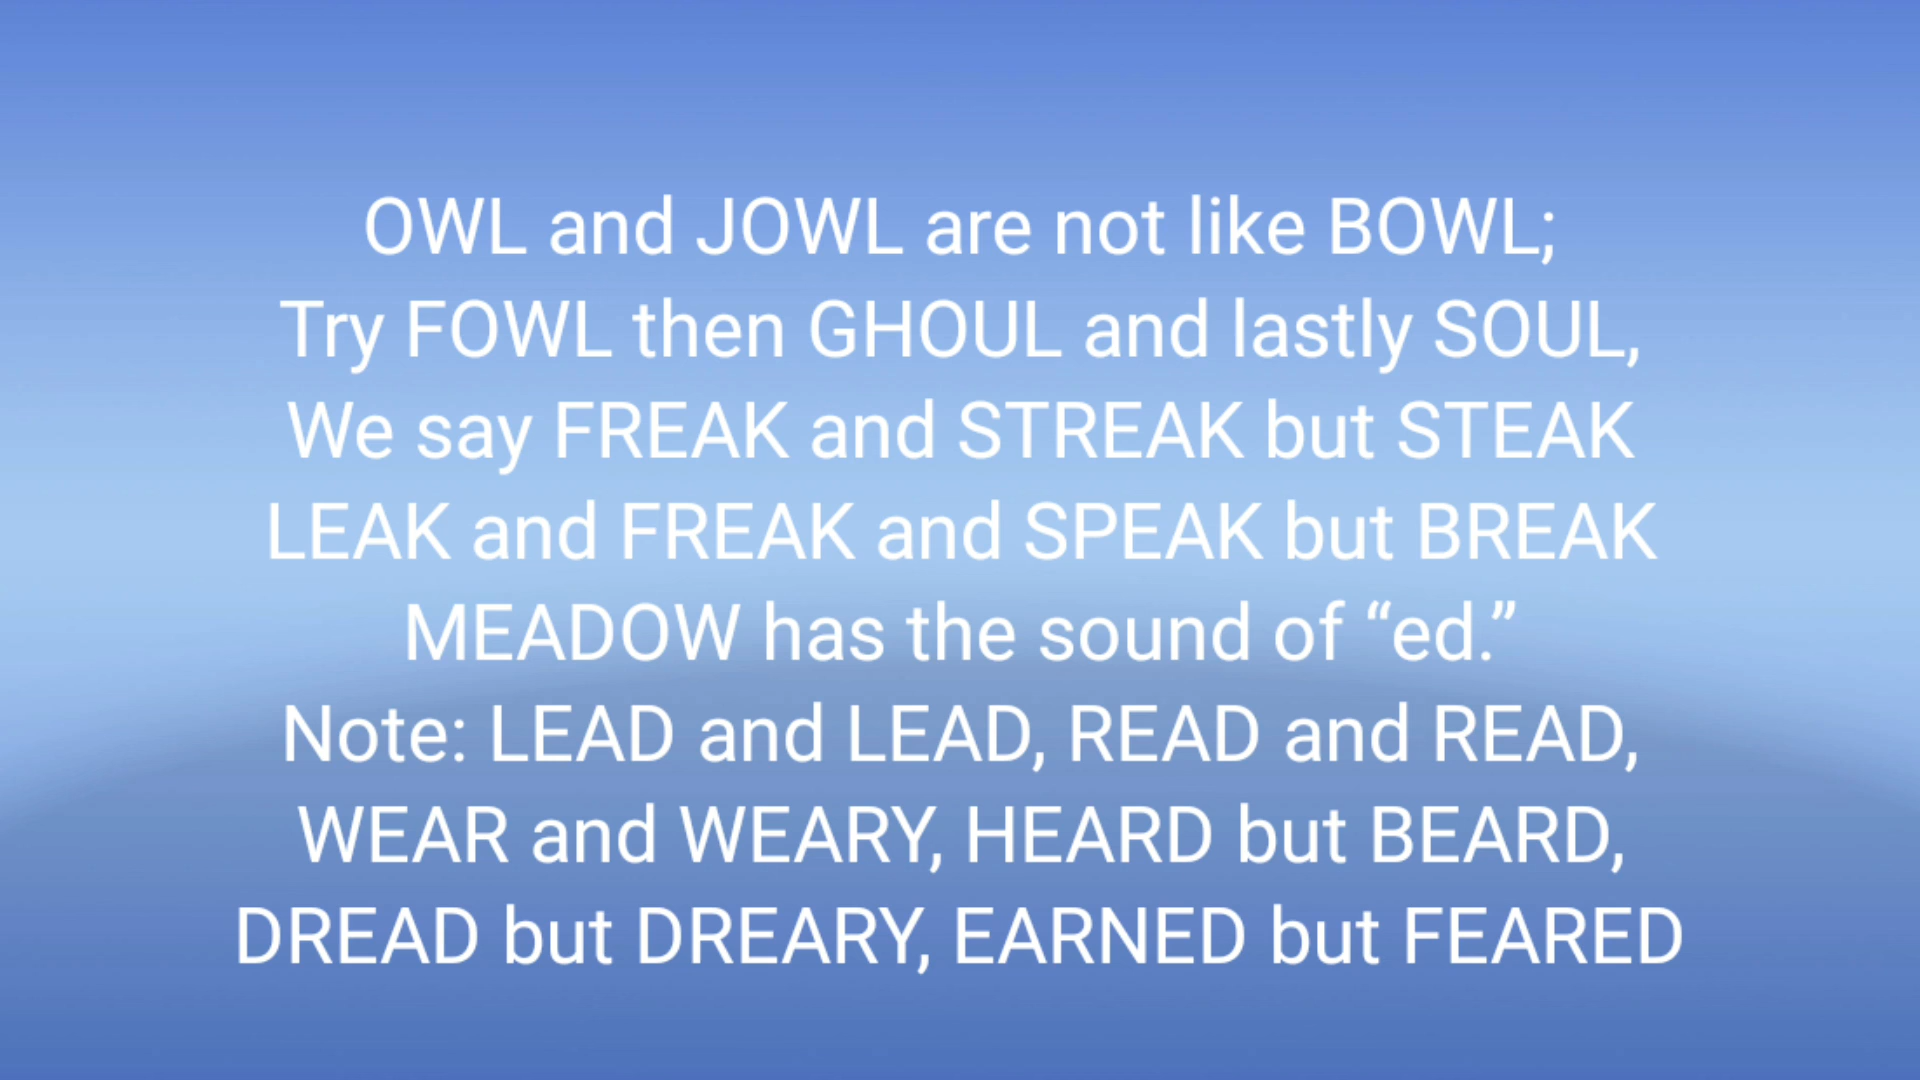 OWL and JOWL are not like BOWL;
Try FOWL then GHOUL and lastly SOUL,
We say FREAK and STREAK but STEAK
LEAK and FREAK and SPEAK but BREAK
MEADOW has the sound of “ed.”
Note: LEAD and LEAD, READ and READ,
WEAR and WEARY, HEARD but BEARD,
DREAD but DREARY, EARNED but FEARED